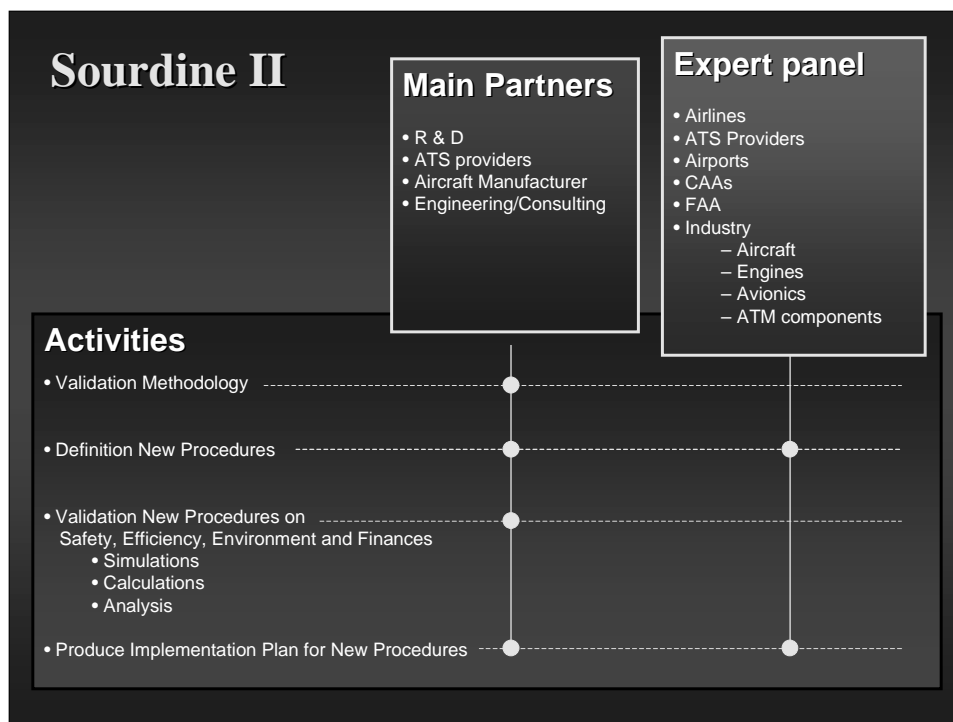 Sourdine II
Main Partners
• R & D
• ATS providers
• Aircraft Manufacturer
• Engineering/Consulting
Expert panel
• Airlines
• ATS Providers
• Airports
• CAAs
• FAA
• Industry
– Aircraft
– Engines
– Avionics
– ATM components
Activities
• Validation Methodology
• Definition New Procedures
• Validation New Procedures on
Safety, Efficiency, Environment and Finances
• Simulations
• Calculations
• Analysis
• Produce Implementation Plan for New Procedures